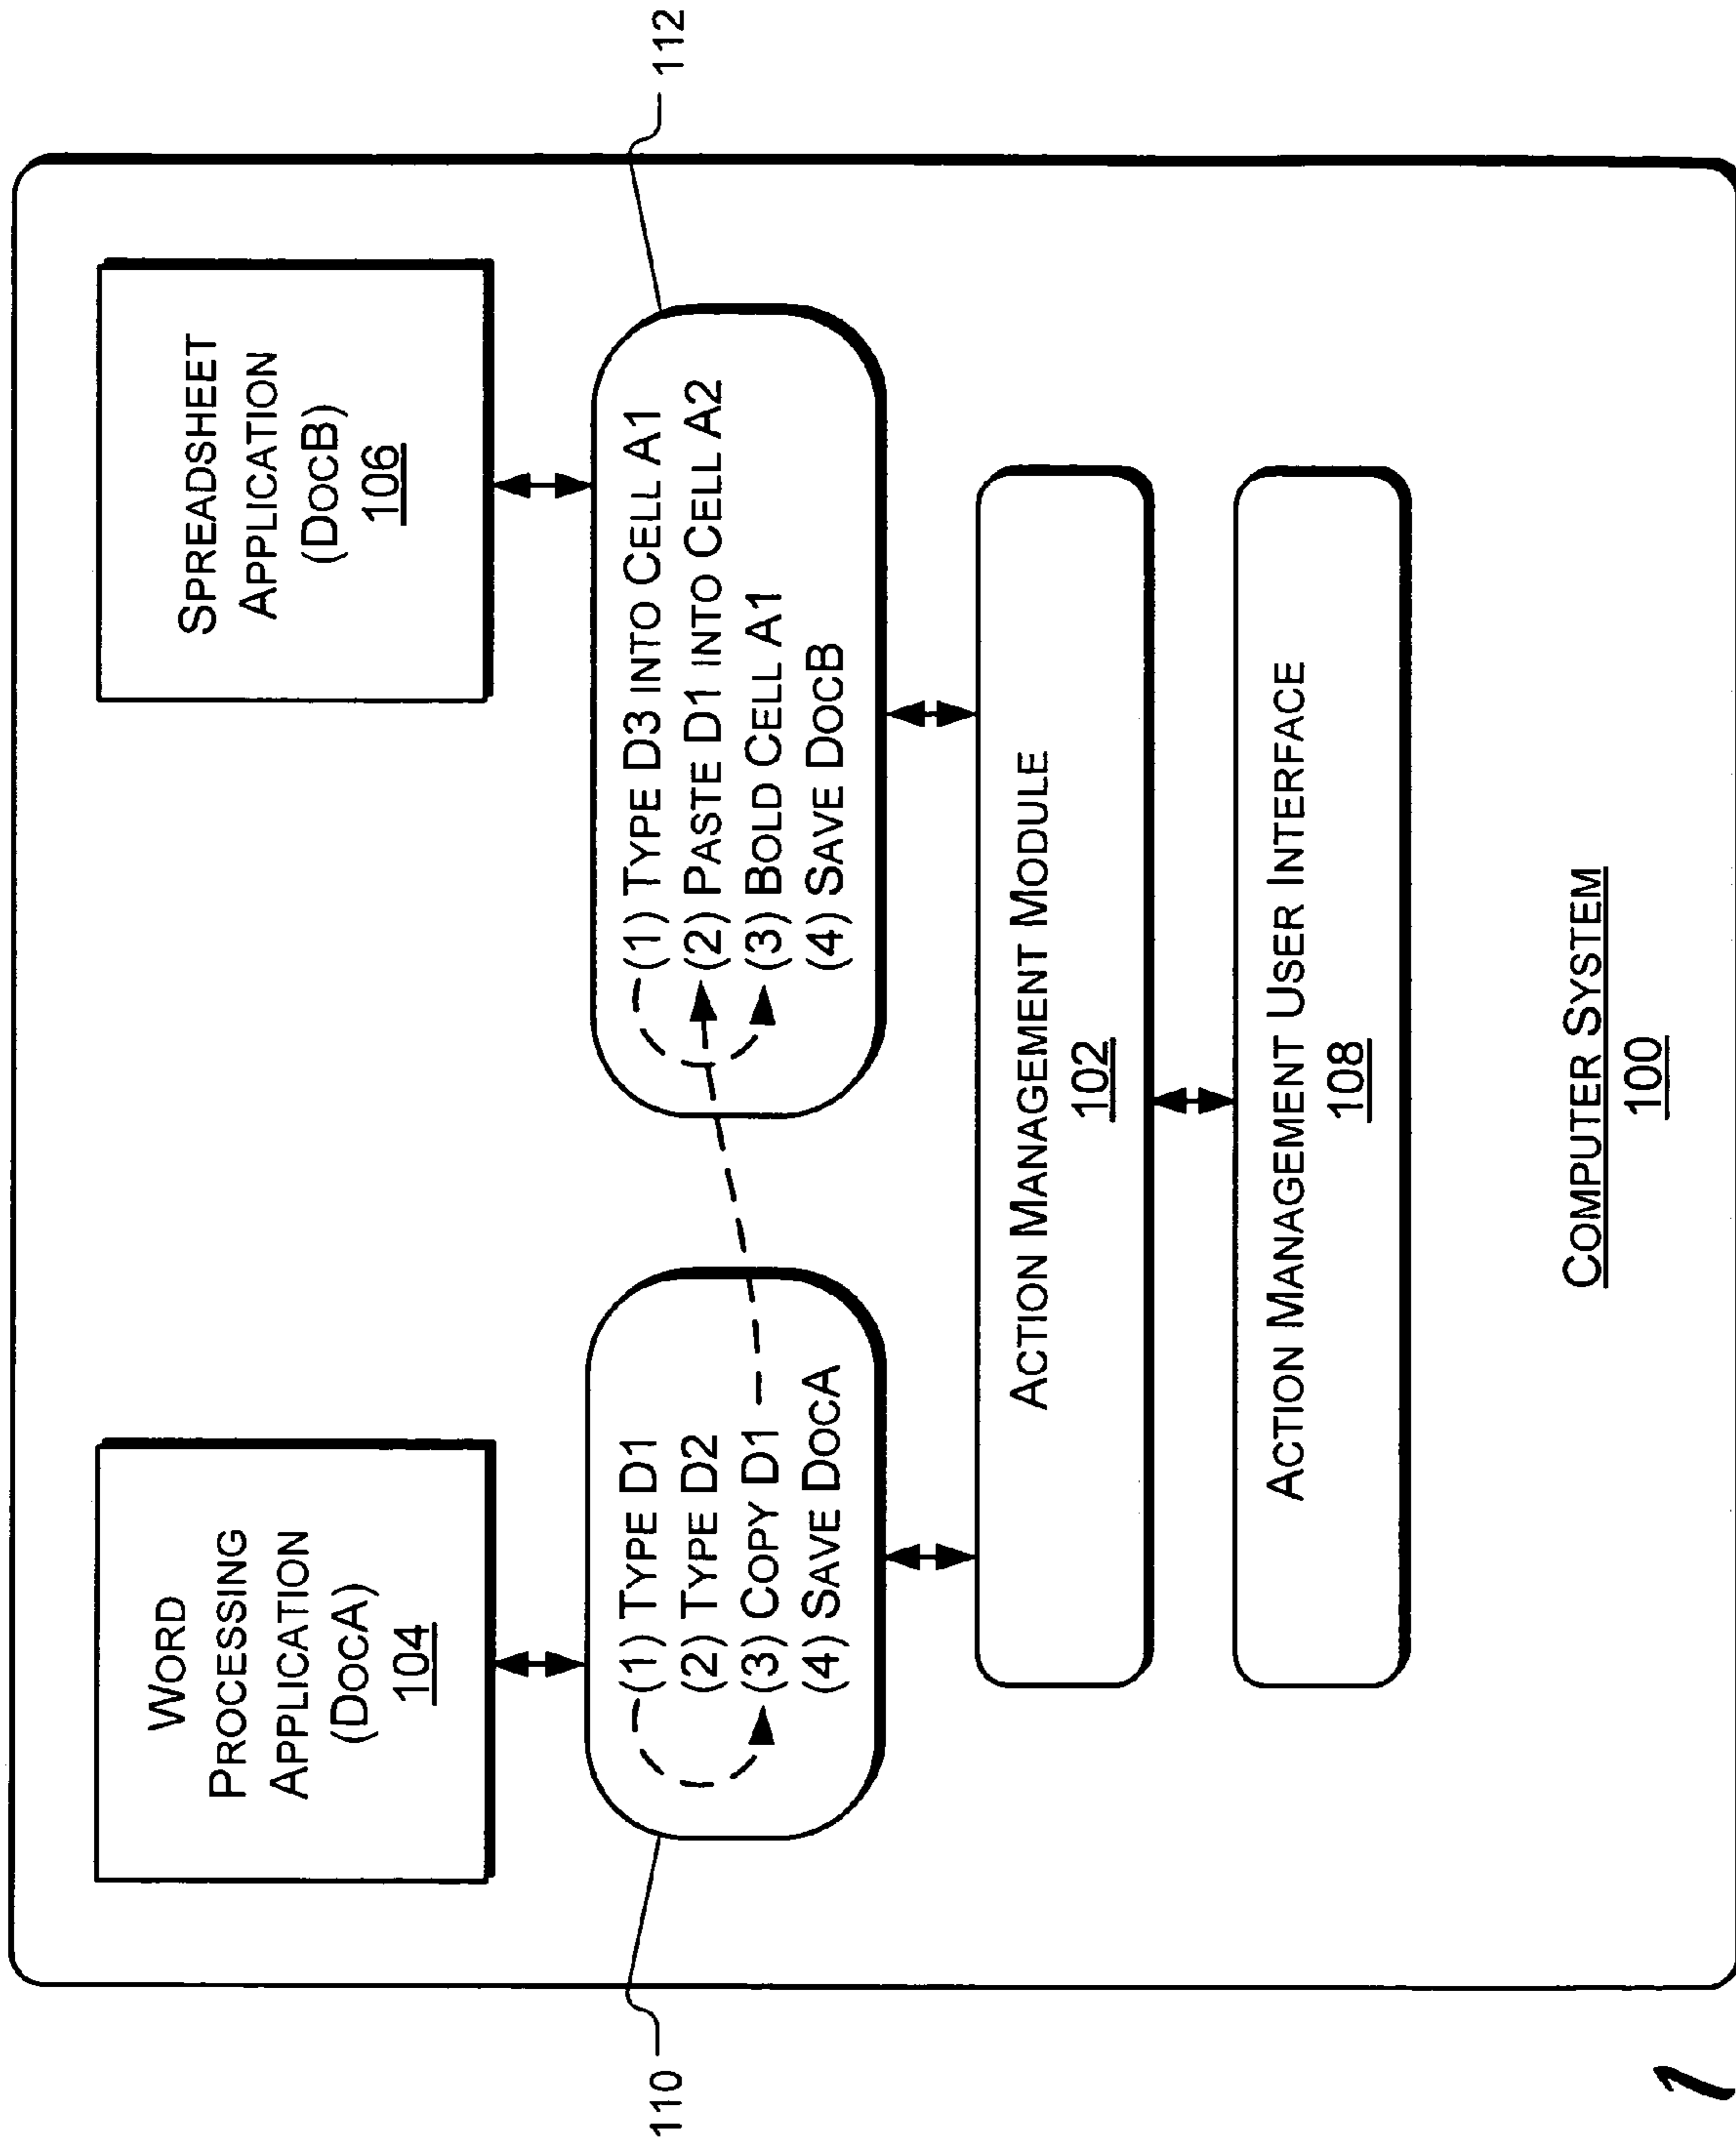 WORD
PROCESSING
APPLICATION
(DOCA)
104
SPREADSHEET
APPLICATION
(DOCB)
106
110
(1) TYPE D1
(2) TYPE D2
(3) COPY D1
(4) SAVE DOCA
112
(1) TYPE D3 INTO CELL A1
(2) PASTE D1 INTO CELL A2
(3) BOLD CELL A1
(4) SAVE DOCB
ACTION MANAGEMENT MODULE
102
ACTION MANAGEMENT USER INTERFACE
108
COMPUTER SYSTEM
100
1